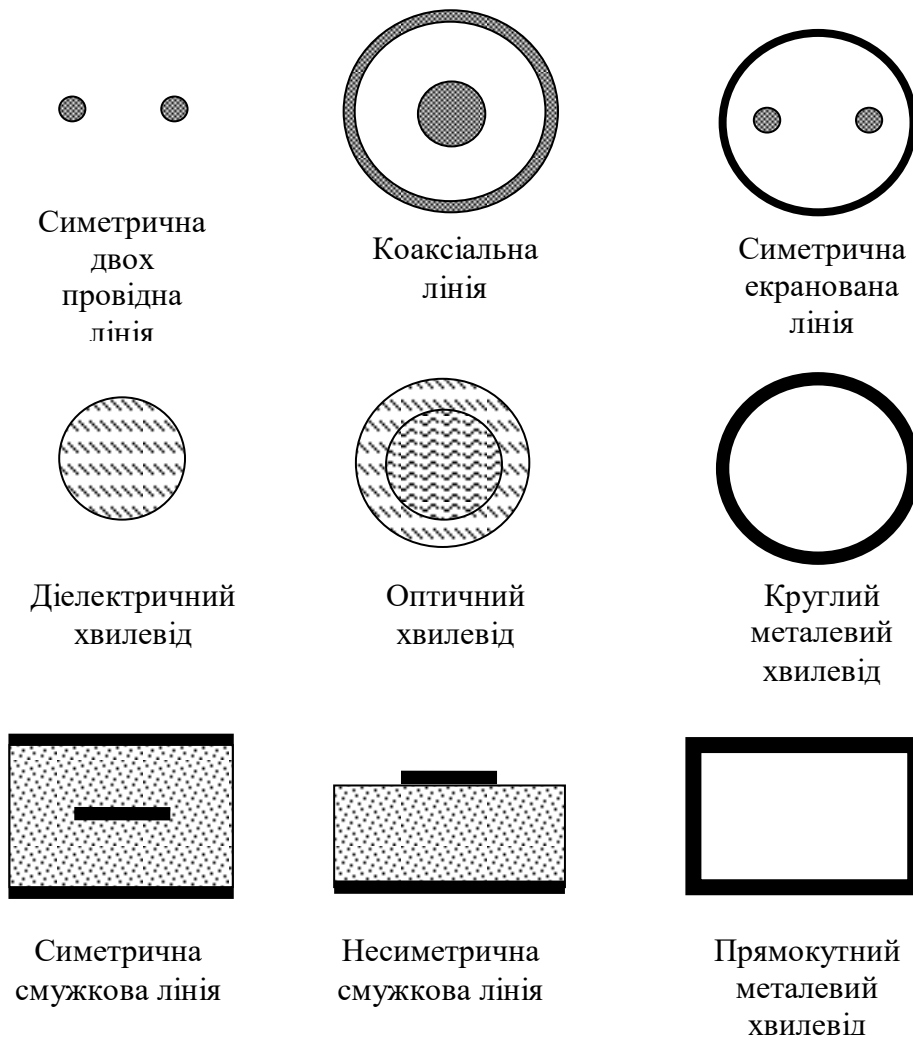 Симетрична
двох
провідна
лінія
Коаксіальна
лінія
Симетрична
екранована
лінія
Діелектричний
хвилевід
Оптичний
хвилевід
Круглий
металевий
хвилевід
Симетрична
смужкова лінія
Несиметрична
смужкова лінія
Прямокутний
металевий
хвилевід